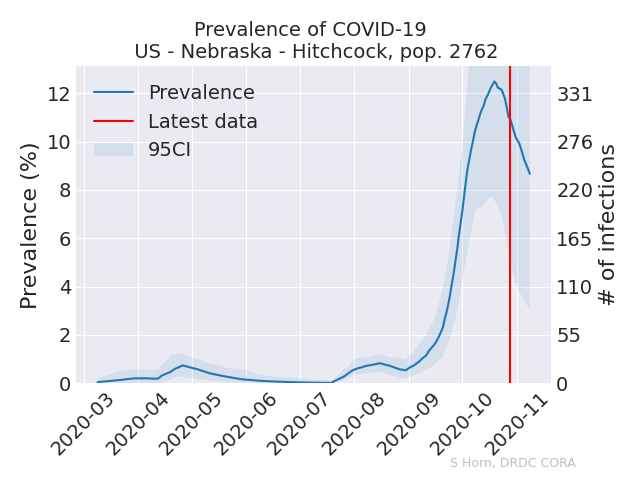 Prevalence of COVID-19
US - Nebraska - Hitchcock, pop. 2762
Prevalence
Latest data
95CI
Prevalence (%)
12
10
8
6
4
2
0
331
276
220
165
110
55
0
# of infections
2020-03
2020-04
2020-05
2020-06
2020-07
2020-08
2020-09
2020-10
2020-11
S Horn, DRDC CORA